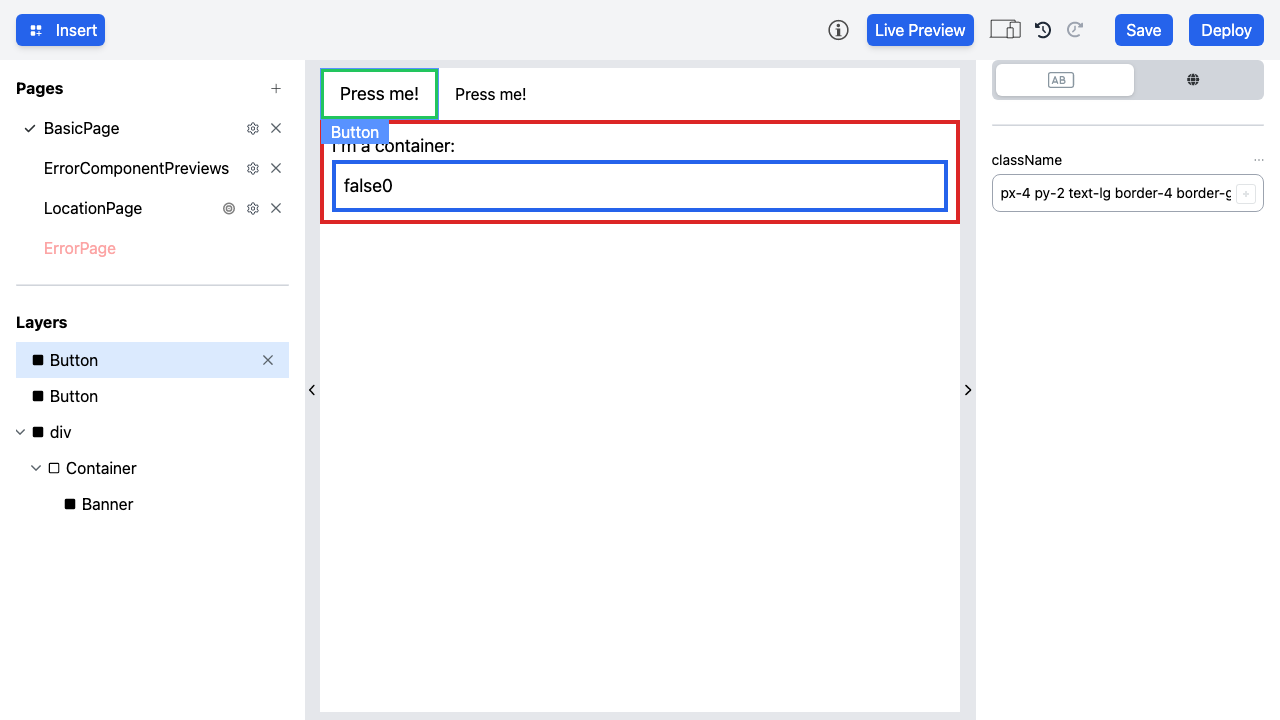 Insert
Live Preview
Save
Deploy
Pages
BasicPage
ErrorComponentPreviews
LocationPage
ErrorPage
Layers
Button
Button
div
Container
Banner
Press me!
Press me!
Button
I'm a container:
false0
AB
className
px-4 py-2 text-lg border-4 border-g